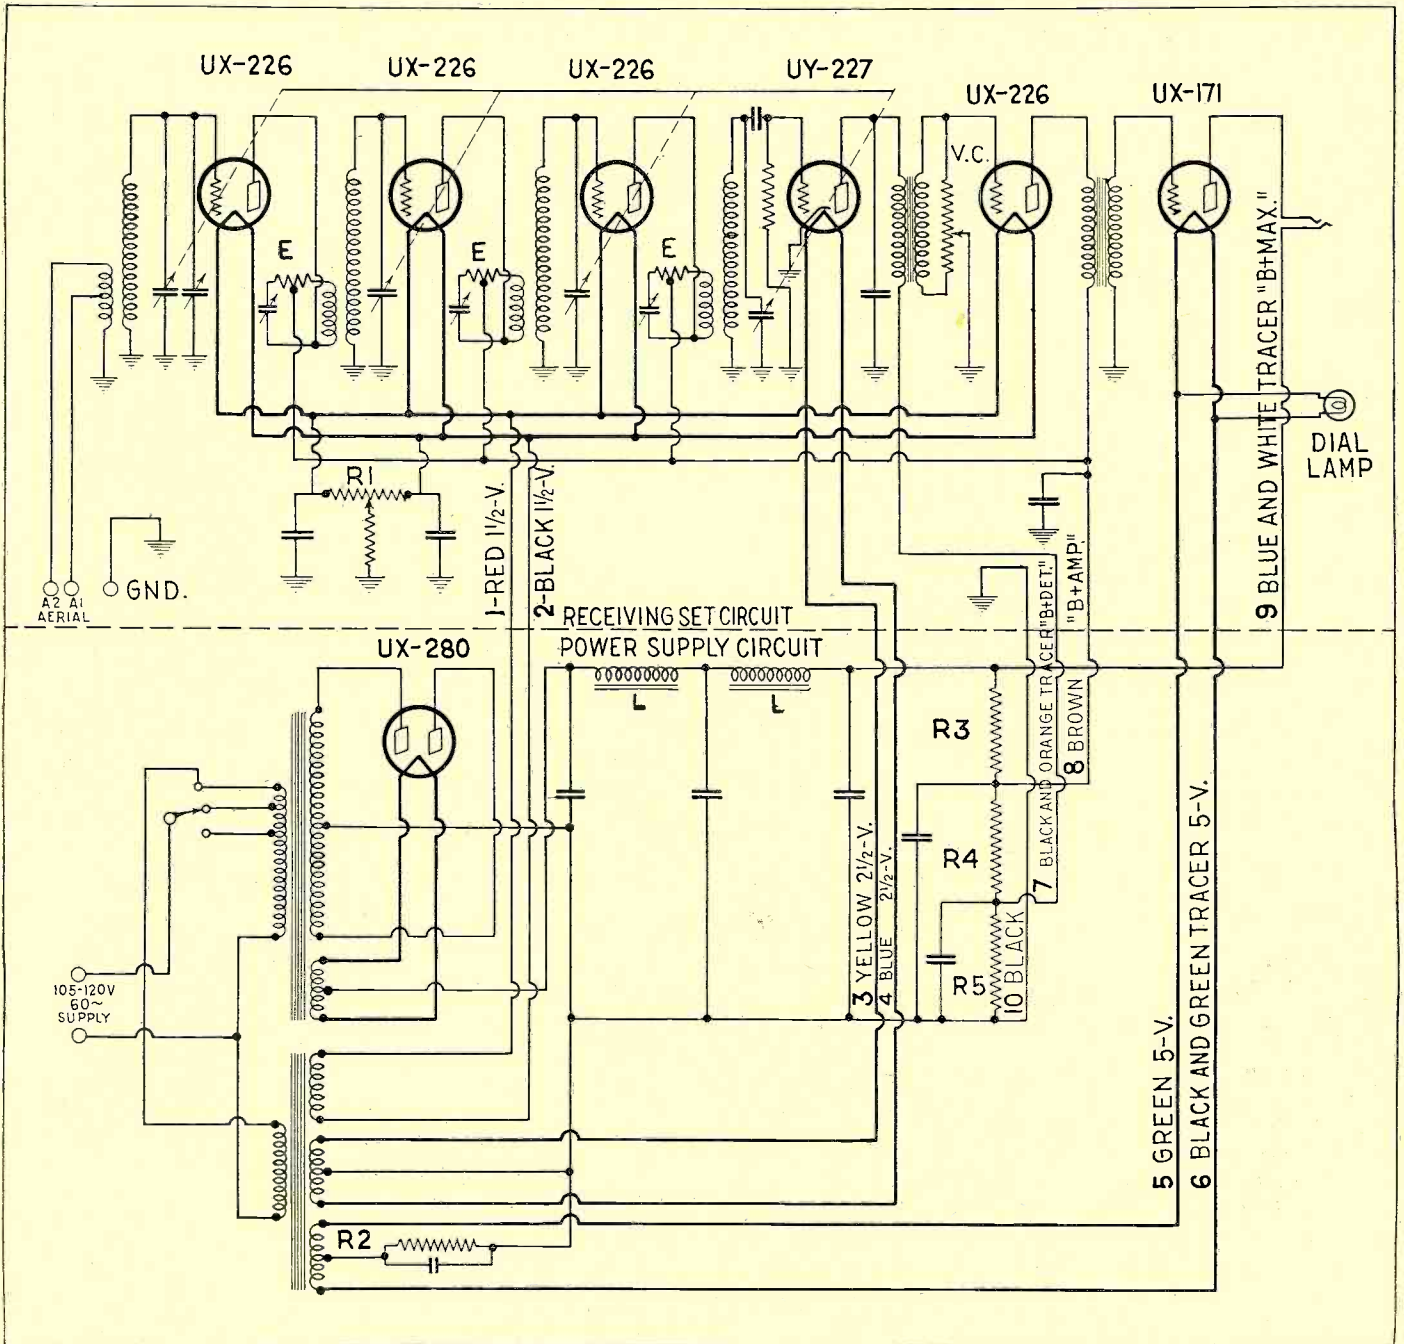 UX-226
UX-226
UX-226
UY-227
UX-226
UX-171
V.C.
E
E
E
R1
DIAL
LAMP
GND.
A2 A1
AERIAL
1-RED 1½-V.
2-BLACK 1½-V.
9 BLUE AND WHITE TRACER "B+MAX."
RECEIVING SET CIRCUIT
POWER SUPPLY CIRCUIT
UX-280
L
L
R3
R4
R5
3 YELLOW 2½-V.
4 BLUE 2½-V.
10 BLACK
7 BLACK AND ORANGE TRACER "B+DET."
8 BROWN "B+AMP."
5 GREEN 5-V.
6 BLACK AND GREEN TRACER 5-V.
105-120V
60~
SUPPLY
R2